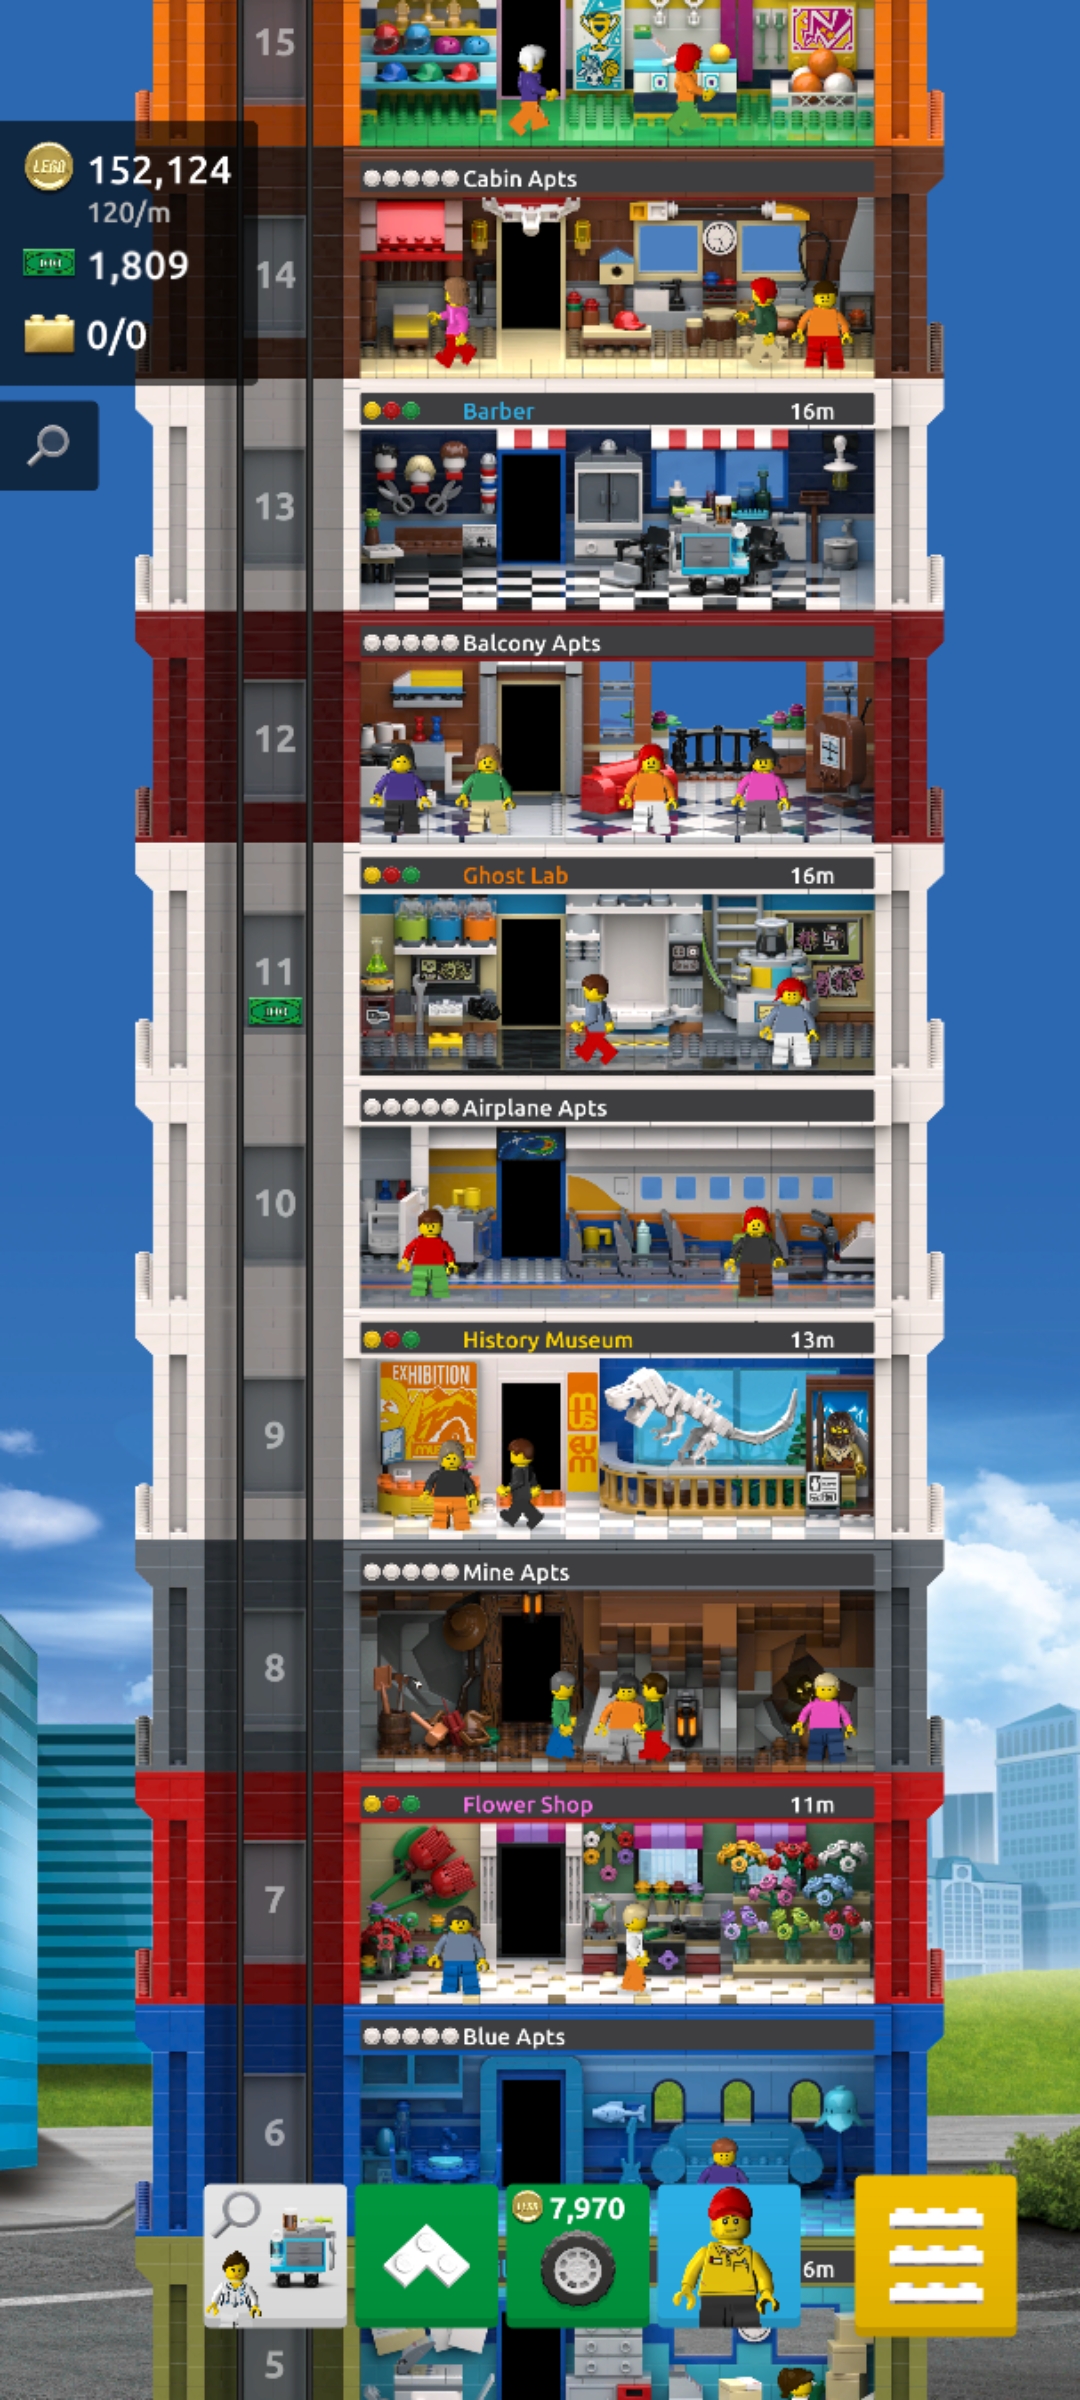 15
LEGO 152,124
120/m
1,809
0/0
Cabin Apts
14
Barber 16m
13
Balcony Apts
12
Ghost Lab 16m
11
Airplane Apts
10
History Museum 13m
EXHIBITION
MUSEUM
9
Mine Apts
8
Flower Shop 11m
7
Blue Apts
6
7,970
6m
5